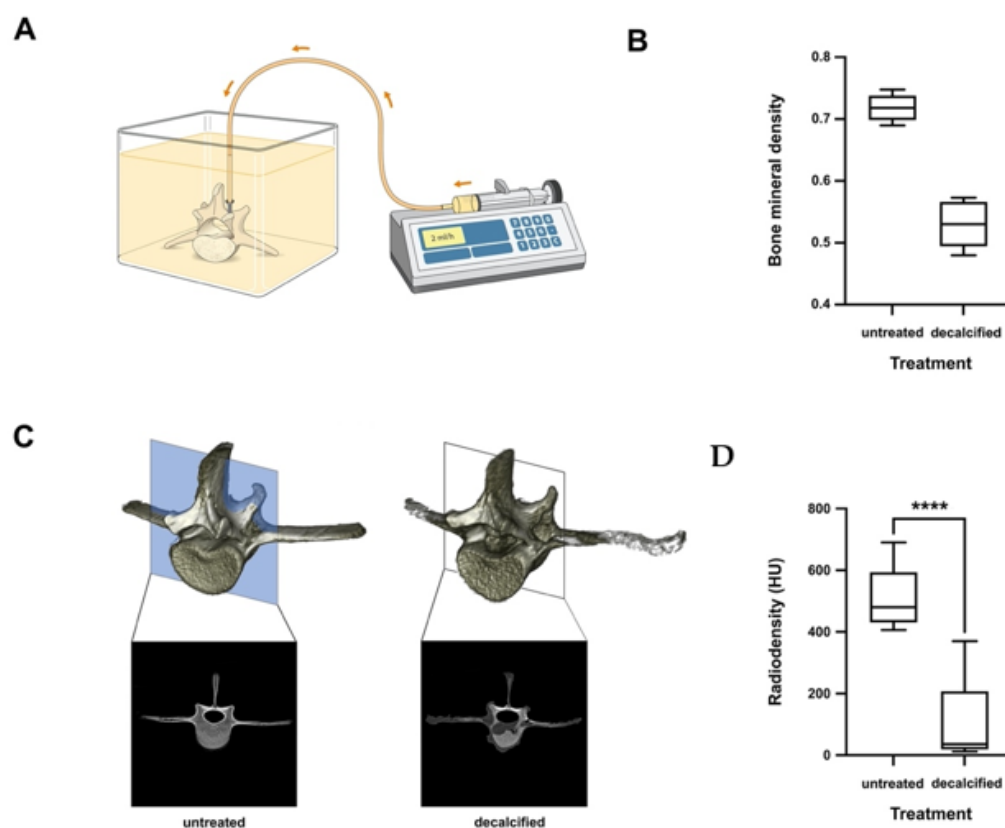 A
2 ml/h
B
Bone mineral density
0.8
0.7
0.6
0.5
0.4
untreated decalcified
Treatment
C
untreated
decalcified
D
****
Radiodensity (HU)
800
600
400
200
0
untreated decalcified
Treatment